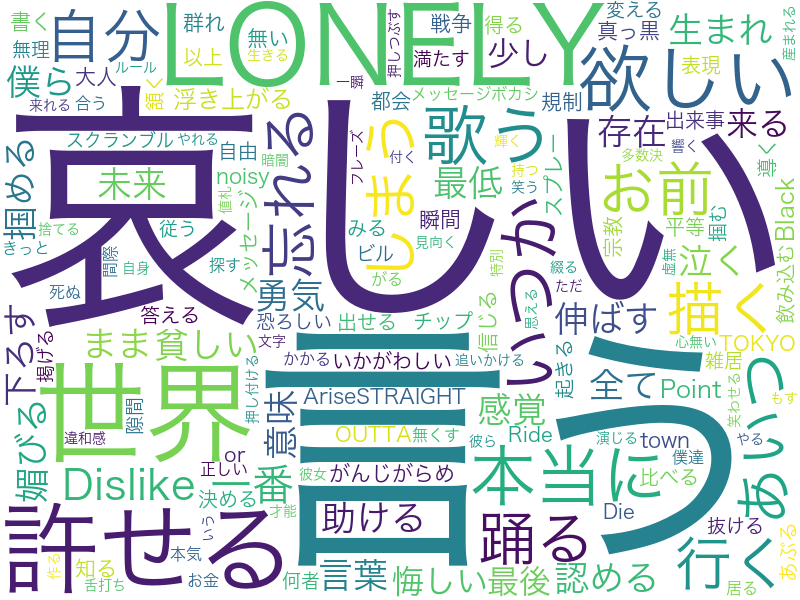 書く
群れ
無い
LONELY
戦争
得る
変える
生まれ
産まれる
無理
自分
以上
生きる
押しつぶす
満たす
少し
真っ黒
表現
僕ら
大人
ルール
頷く
浮き上がる
一番
都会
メッセージボカシ
規制
欲しい
来れる
合う
スクランブル
やれる
哀しい
忘れる
フレーズ
しまう
付く
歌う
輝く
スプレー
存在
出来事
来る
響く
多数決
導く
掴める
未来
自由
noisy
暗闇
値札
最低
持つ
笑う
いつか
お前
宗教
平等
掴む
Black
飲み込む
きっと
捨てる
間際
自身
従う
探す
メッセージ
みる
ビル
瞬間
見向く
がる
特別
綴る
ただ
虚無
泣く
死ぬ
答える
勇気
恐ろしい
出せる
チップ
信じる
思える
起きる
伸ばす
描く
心無い
TOKYO
下ろす
掲げる
まま
貧しい
文字
押し付ける
かかる
いかがわしい
追いかける
雑居
笑わせる
もす
世界
言う
AriseSTRAIGHT
感覚
全て
Point
あいつ
媚びる
違和感
隙間
意味
OUTTA
無くす
彼ら
Ride
演じる
town
やる
僕達
比べる
Dislike
一番
or
正しい
彼女
がんじがらめ
本当に
Die
抜ける
あぶる
許せる
決める
才能
いう
助ける
踊る
行く
作る
知る
舌打ち
本気
お金
何者
言葉
悔しい
最後
認める
居る